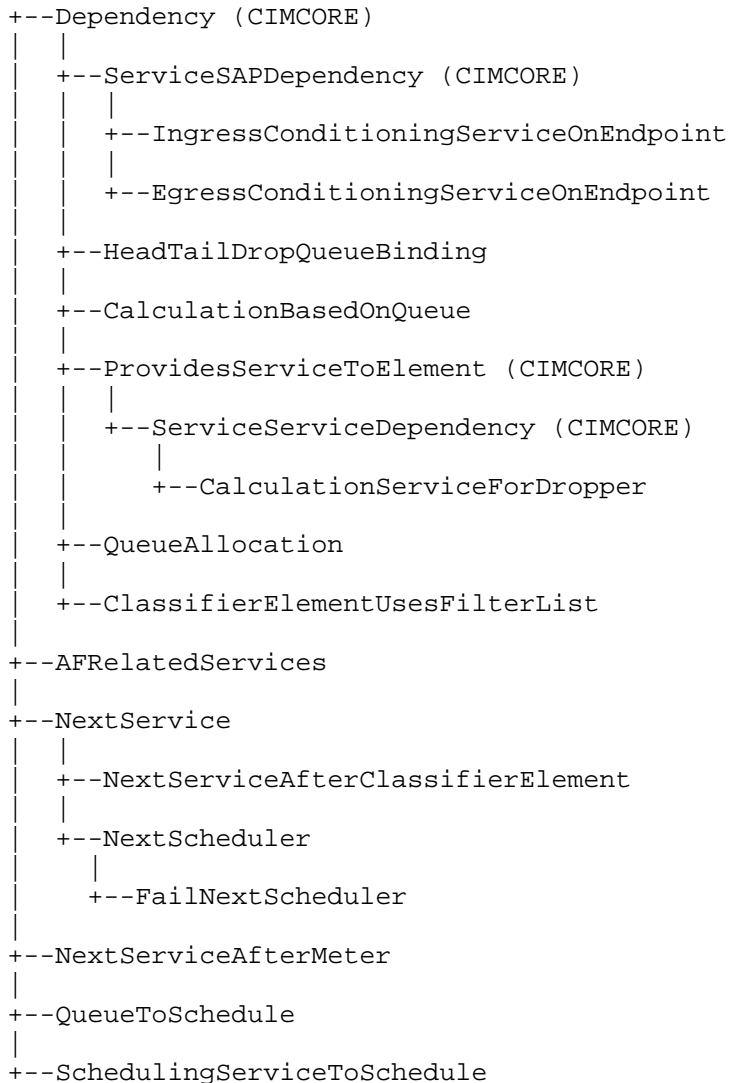 +--Dependency (CIMCORE)
|  |
|  +--ServiceSAPDependency (CIMCORE)
|  |  |
|  |  +--IngressConditioningServiceOnEndpoint
|  |  |
|  |  +--EgressConditioningServiceOnEndpoint
|  |
|  +--HeadTailDropQueueBinding
|  |
|  +--CalculationBasedOnQueue
|  |
|  +--ProvidesServiceToElement (CIMCORE)
|  |  |
|  |  +--ServiceServiceDependency (CIMCORE)
|  |     |
|  |     +--CalculationServiceForDropper
|  |
|  +--QueueAllocation
|  |
|  +--ClassifierElementUsesFilterList
|
+--AFRelatedServices
|
+--NextService
|  |
|  +--NextServiceAfterClassifierElement
|  |
|  +--NextScheduler
|    |
|    +--FailNextScheduler
|
+--NextServiceAfterMeter
|
+--QueueToSchedule
|
+--SchedulingServiceToSchedule